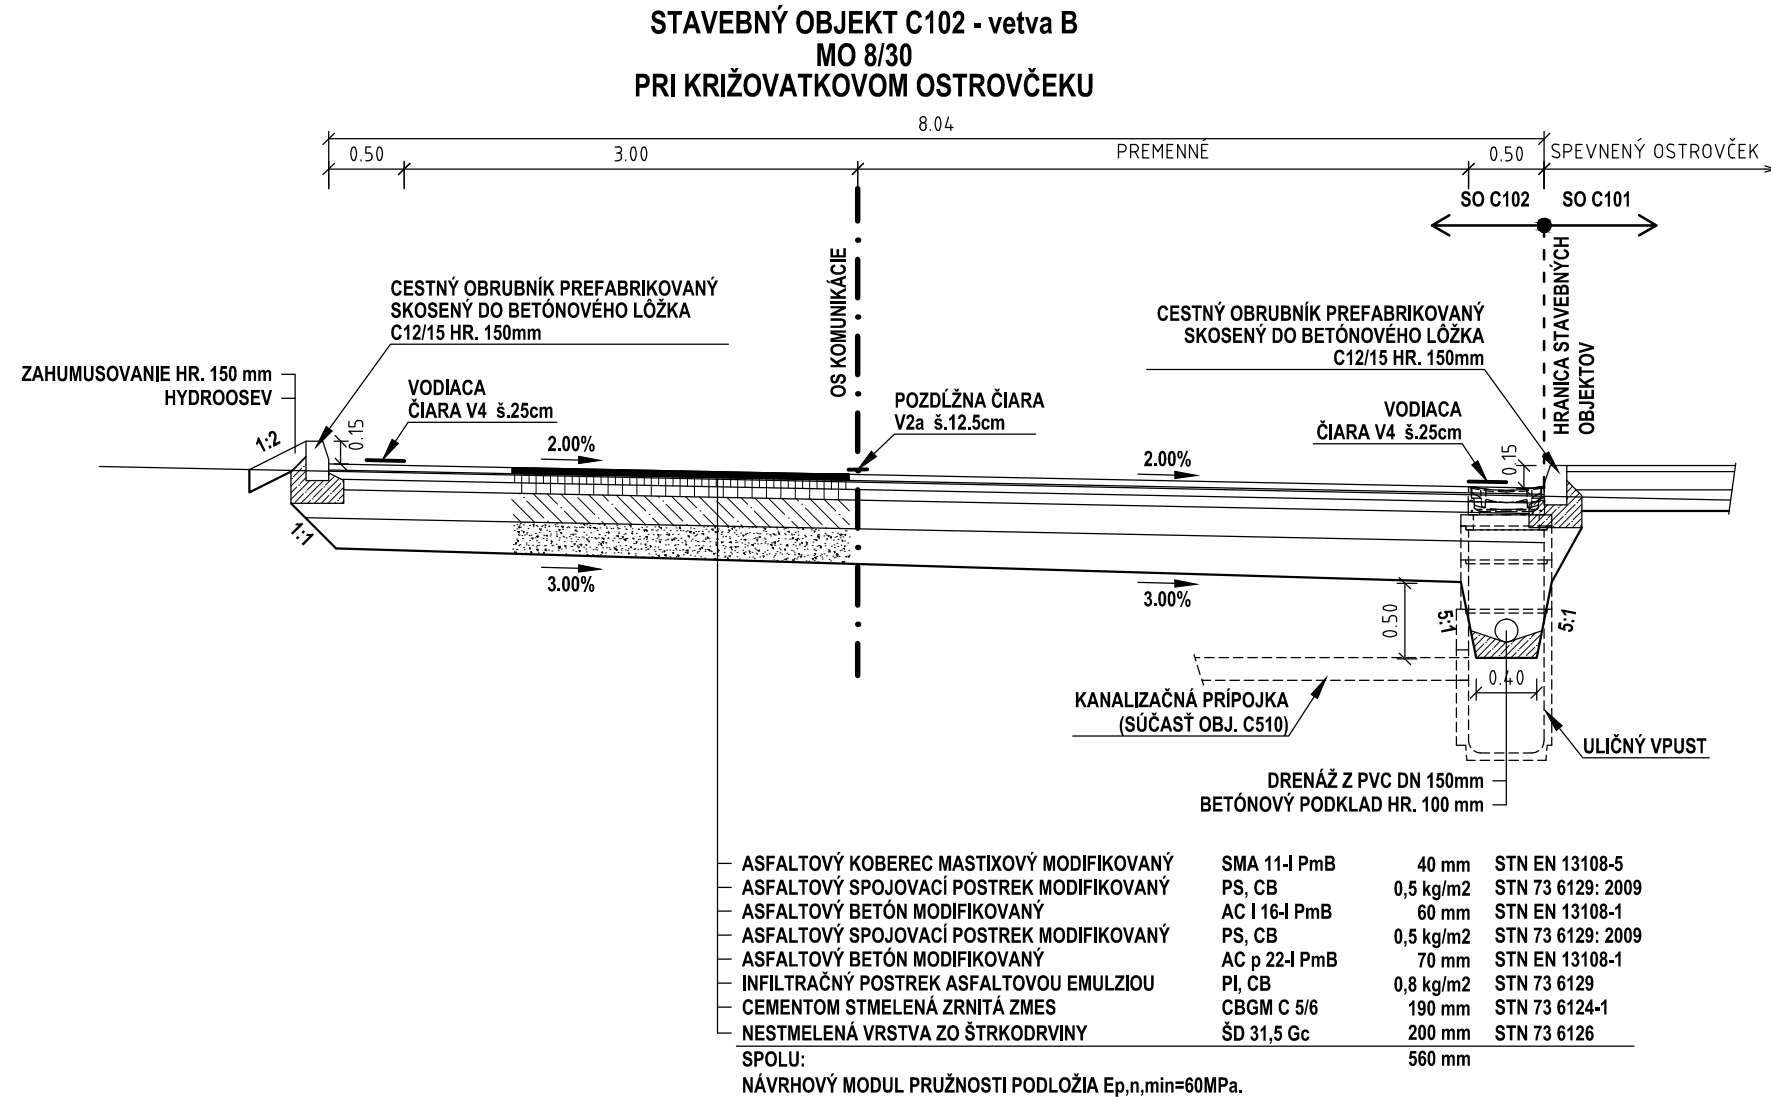 STAVEBNÝ OBJEKT C102 - vetva B
MO 8/30
PRI KRIŽOVATKOVOM OSTROVČEKU
8.04
0.50
3.00
PREMENNÉ
0.50
SPEVNENÝ OSTROVČEK
SO C102
SO C101
OS KOMUNIKÁCIE
HRANICA STAVEBNÝCH
OBJEKTOV
CESTNÝ OBRUBNÍK PREFABRIKOVANÝ
SKOSENÝ DO BETÓNOVÉHO LÔŽKA
C12/15 HR. 150mm
CESTNÝ OBRUBNÍK PREFABRIKOVANÝ
SKOSENÝ DO BETÓNOVÉHO LÔŽKA
C12/15 HR. 150mm
ZAHUMUSOVANIE HR. 150 mm
HYDROOSEV
VODIACA
ČIARA V4 š.25cm
POZDĹŽNA ČIARA
V2a š.12.5cm
VODIACA
ČIARA V4 š.25cm
1:2
0.15
2.00%
2.00%
0.15
1:1
3.00%
3.00%
0.50
5:1
5:1
0.40
KANALIZAČNÁ PRÍPOJKA
(SÚČASŤ OBJ. C510)
ULIČNÝ VPUST
DRENÁŽ Z PVC DN 150mm
BETÓNOVÝ PODKLAD HR. 100 mm
ASFALTOVÝ KOBEREC MASTIXOVÝ MODIFIKOVANÝ SMA 11-I PmB 40 mm STN EN 13108-5
ASFALTOVÝ SPOJOVACÍ POSTREK MODIFIKOVANÝ PS, CB 0,5 kg/m2 STN 73 6129: 2009
ASFALTOVÝ BETÓN MODIFIKOVANÝ AC l 16-I PmB 60 mm STN EN 13108-1
ASFALTOVÝ SPOJOVACÍ POSTREK MODIFIKOVANÝ PS, CB 0,5 kg/m2 STN 73 6129: 2009
ASFALTOVÝ BETÓN MODIFIKOVANÝ AC p 22-I PmB 70 mm STN EN 13108-1
INFILTRAČNÝ POSTREK ASFALTOVOU EMULZIOU PI, CB 0,8 kg/m2 STN 73 6129
CEMENTOM STMELENÁ ZRNITÁ ZMES CBGM C 5/6 190 mm STN 73 6124-1
NESTMELENÁ VRSTVA ZO ŠTRKODRVINY ŠD 31,5 Gc 200 mm STN 73 6126
SPOLU: 560 mm
NÁVRHOVÝ MODUL PRUŽNOSTI PODLOŽIA Ep,n,min=60MPa.